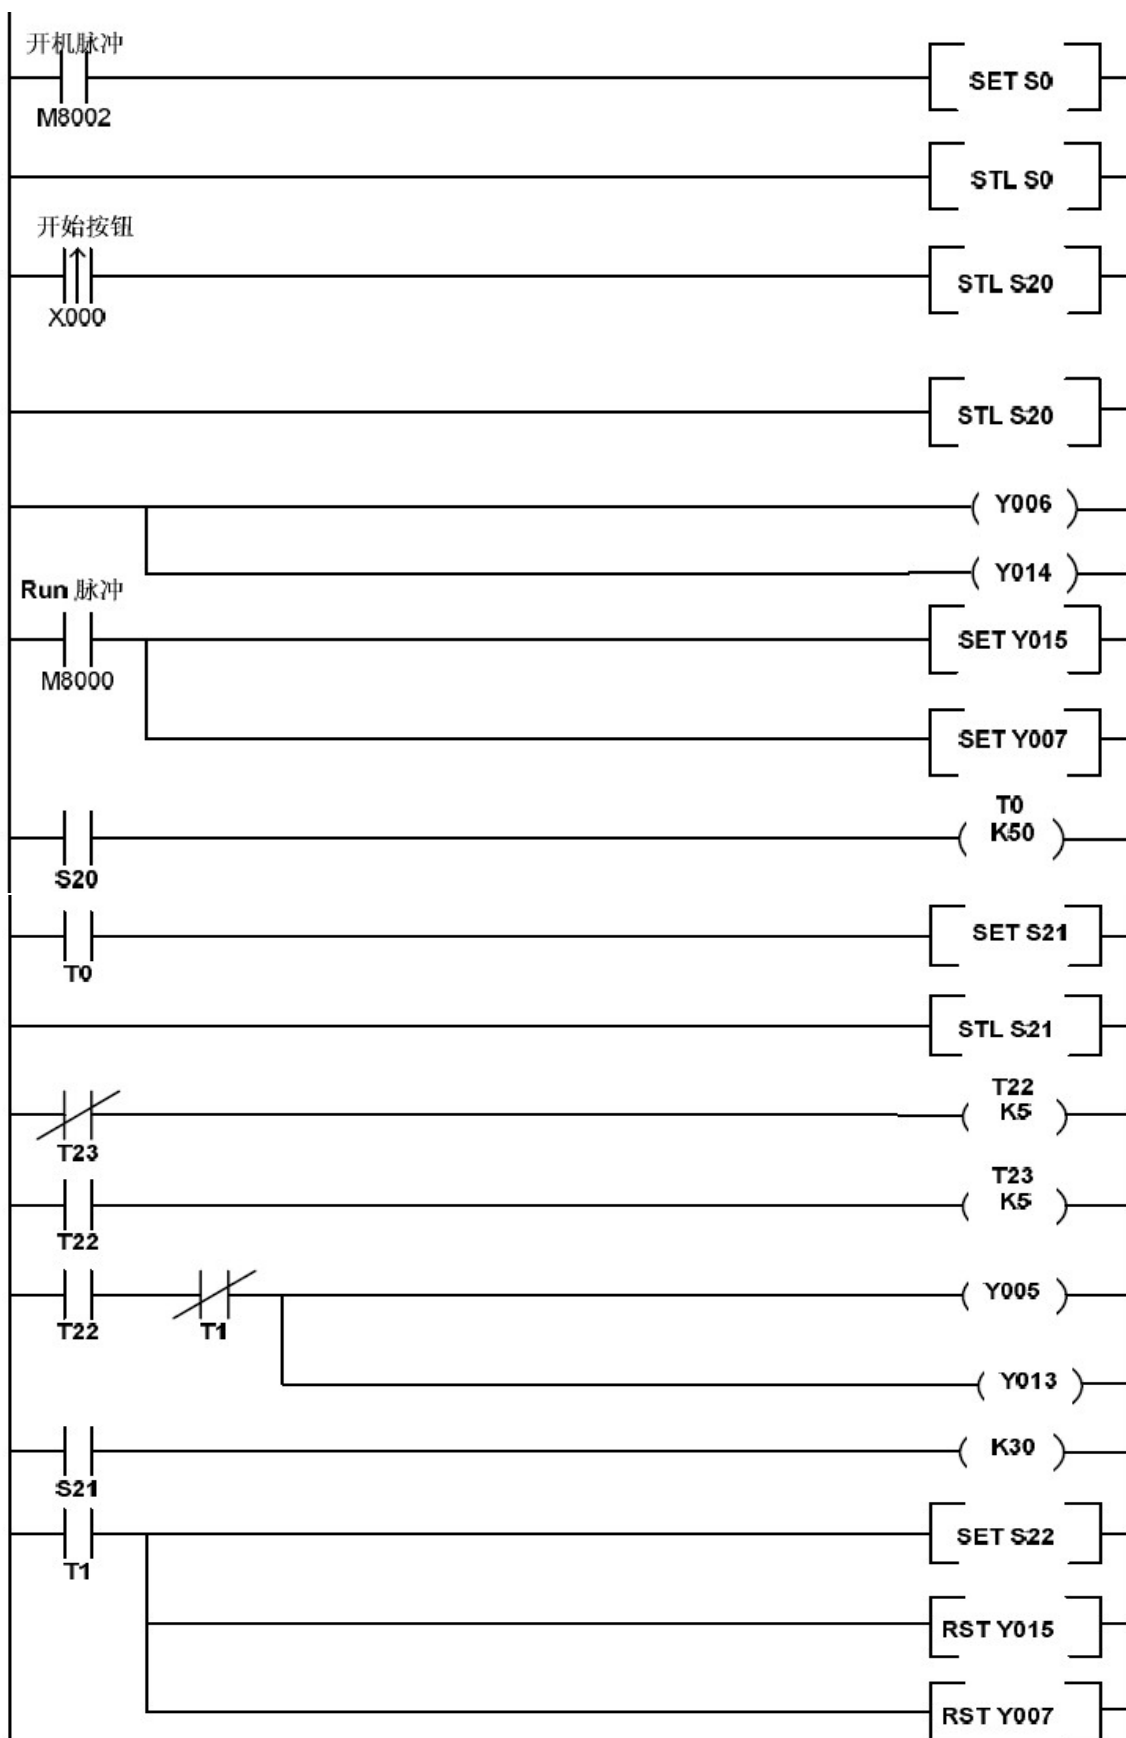 开机脉冲
SET S0
M8002
STL S0
开始按钮
STL S20
X000
STL S20
Y006
Y014
Run 脉冲
SET Y015
M8000
SET Y007
T0
K50
S20
SET S21
T0
STL S21
T22
K5
T23
T23
K5
T22
Y005
T22 T1
Y013
K30
S21
SET S22
T1
RST Y015
RST Y007